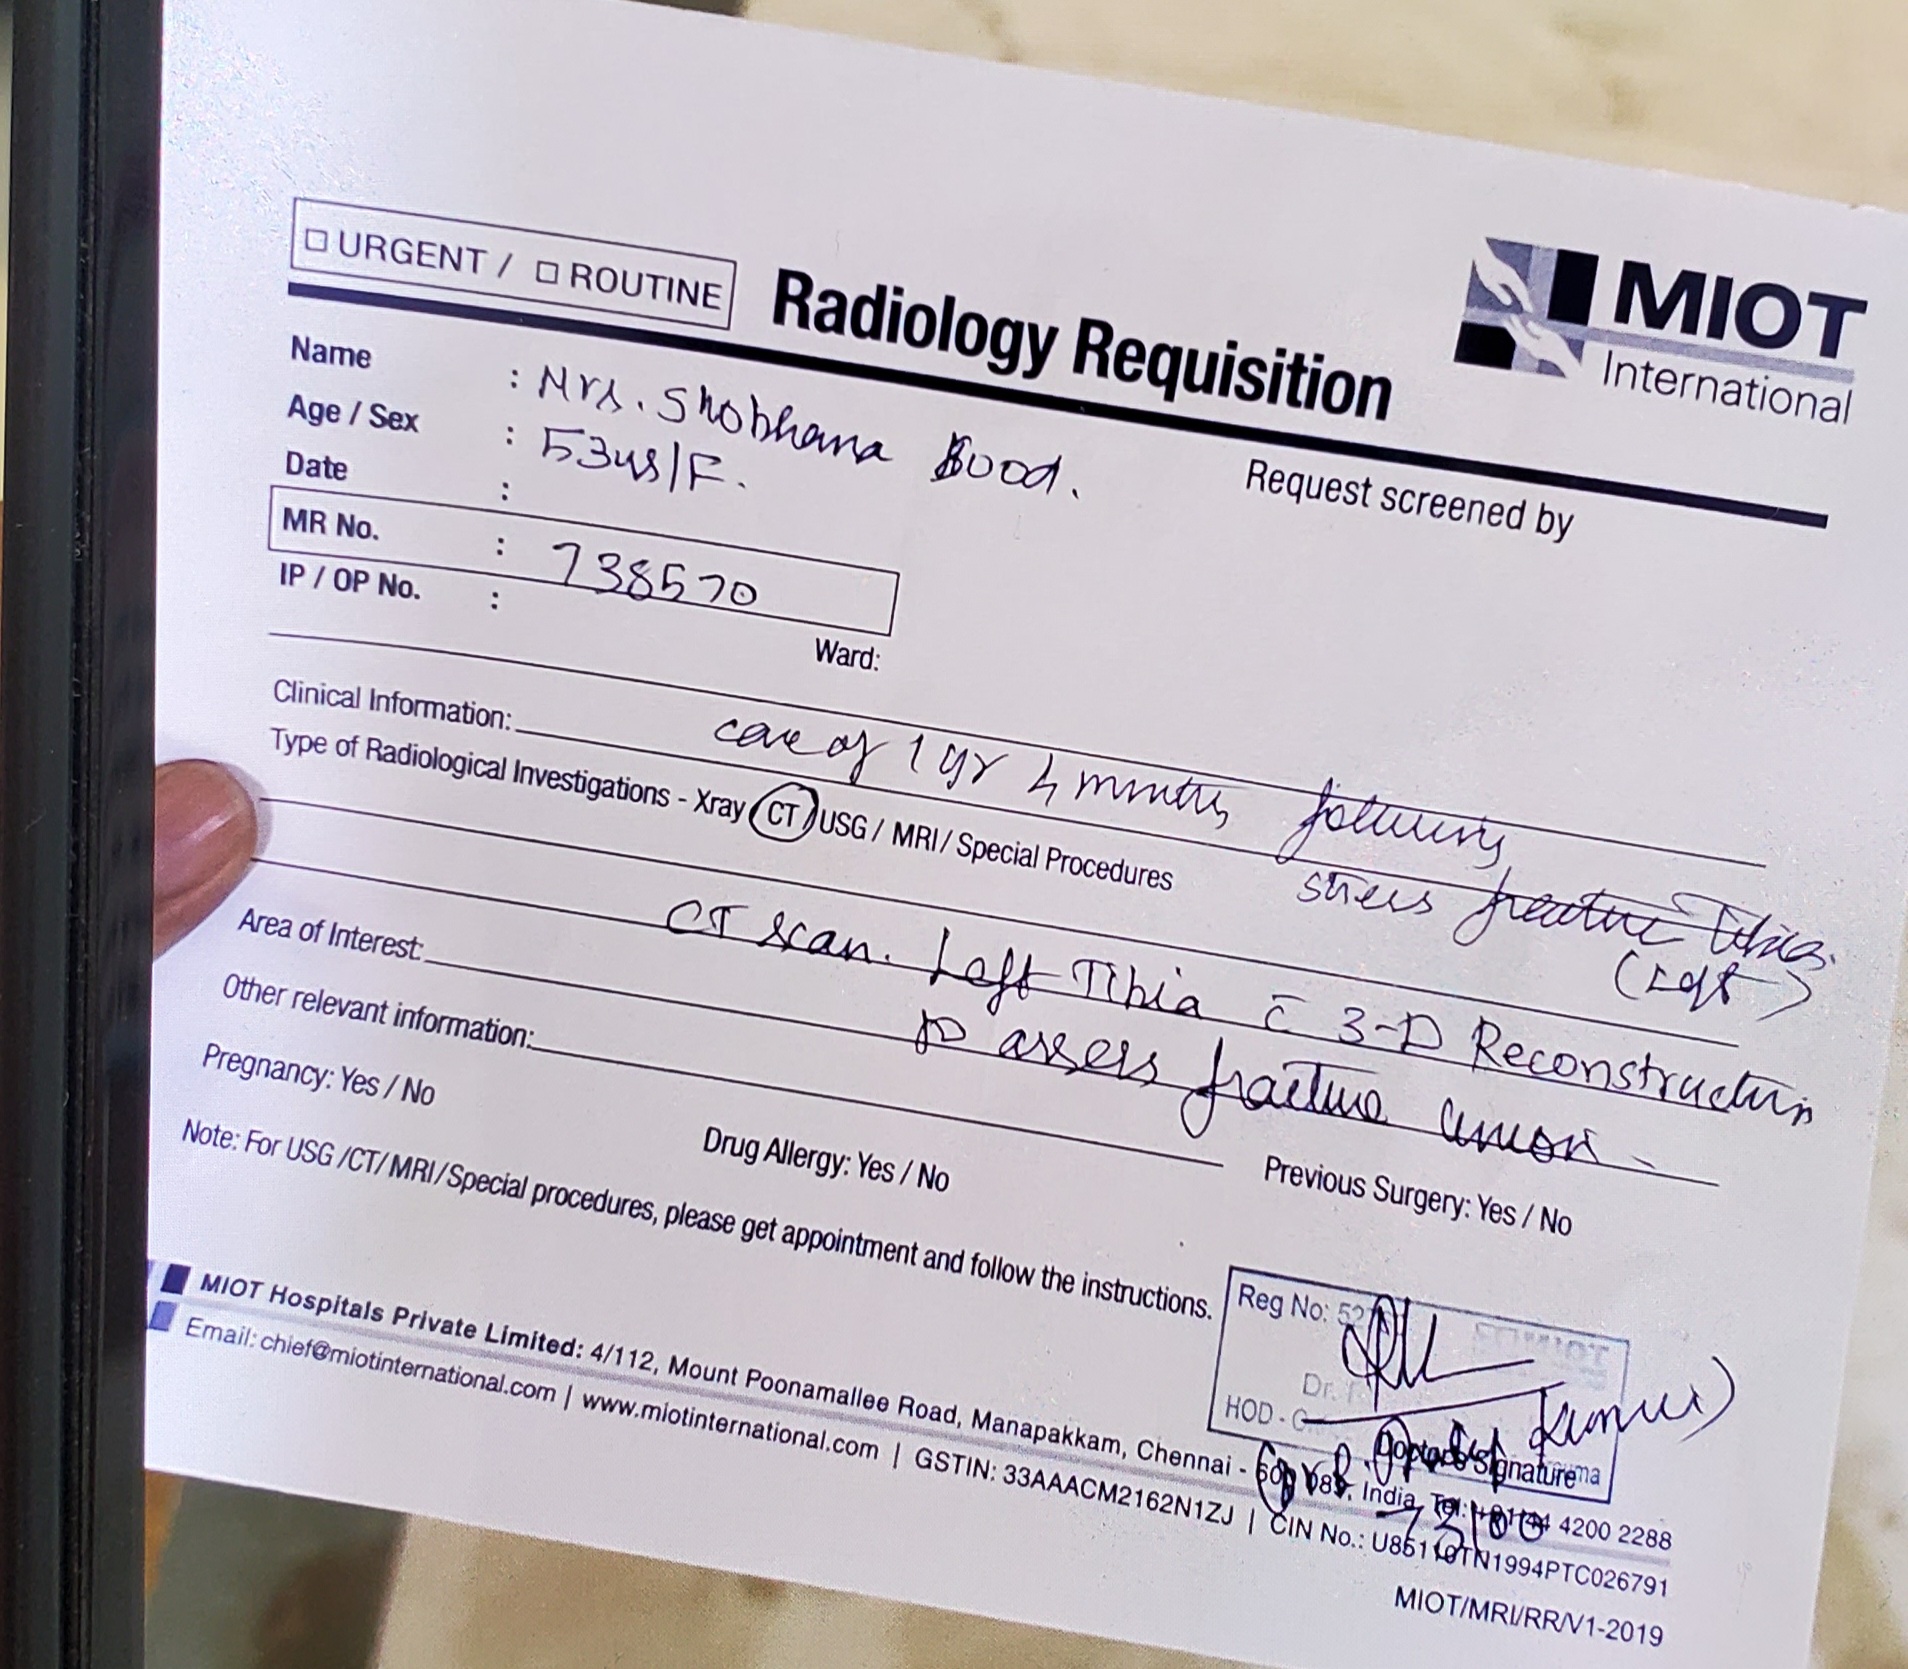 □ URGENT / □ ROUTINE
Radiology Requisition
MIOT
International
Name : Mrs. Shobhana Sood.
Age / Sex : 53yrs/F.
Date :
Request screened by
MR No. : 738570
IP / OP No. :
Ward:
Clinical Information: case of 1 yr 4 months following
stress fracture Tibia.
(Left)
Type of Radiological Investigations - Xray CT USG / MRI / Special Procedures
Area of Interest: CT scan. Left Tibia c̄ 3-D Reconstruction
to assess fracture union
Other relevant information:
Pregnancy: Yes / No
Drug Allergy: Yes / No
Previous Surgery: Yes / No
Note: For USG /CT/ MRI/ Special procedures, please get appointment and follow the instructions.
Reg No: 52
Dr.
HOD -
Kumar)
Signature
MIOT Hospitals Private Limited: 4/112, Mount Poonamallee Road, Manapakkam, Chennai - India, Tel: 4200 2288
Email: chief@miotinternational.com | www.miotinternational.com | GSTIN: 33AAACM2162N1ZJ | CIN No.: U85110TN1994PTC026791
MIOT/MRI/RR/V1-2019